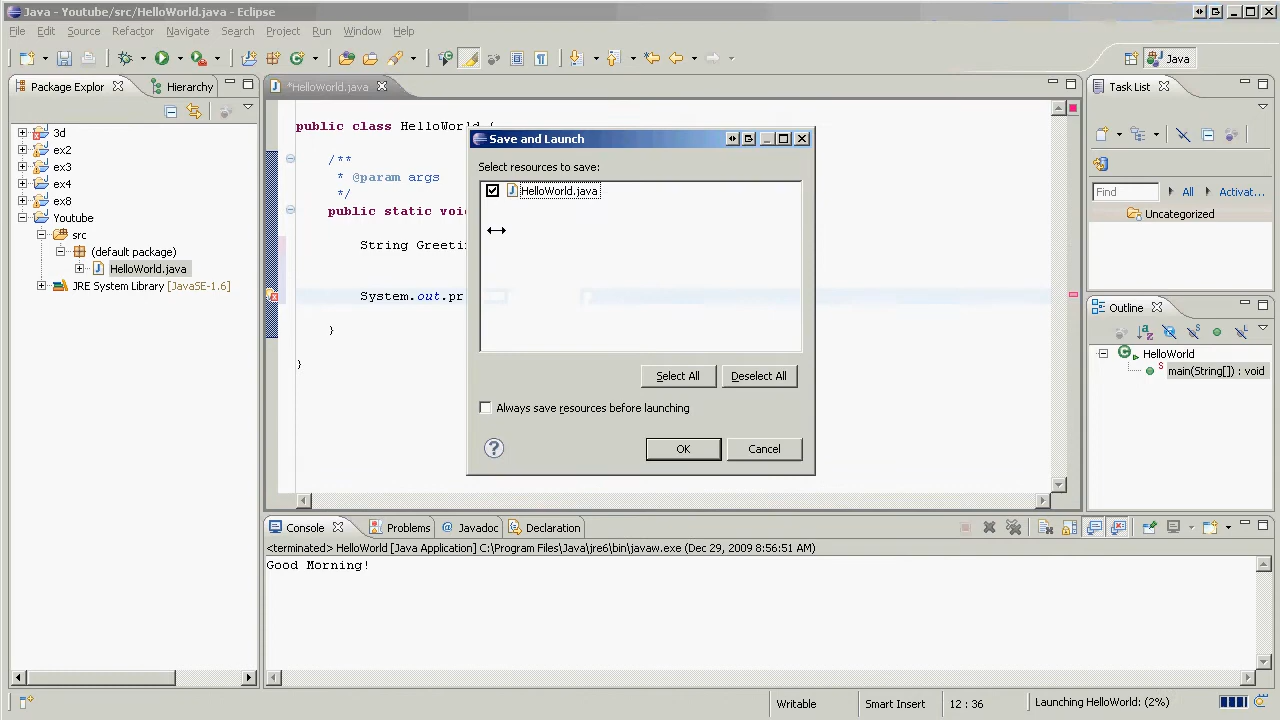 Java - Youtube/src/HelloWorld.java - Eclipse
File Edit Source Refactor Navigate Search Project Run Window Help
Java
Package Explor
Hierarchy
3d
ex2
ex3
ex4
ex8
Youtube
src
(default package)
HelloWorld.java
JRE System Library [JavaSE-1.6]
*HelloWorld.java
public class HelloWorld {
/**
* @param args
*/
public static voi
String Greeti
System.out.pr
}
}
Save and Launch
Select resources to save:
HelloWorld.java
Select All
Deselect All
Always save resources before launching
OK
Cancel
Task List
Find
All
Activat...
Uncategorized
Outline
HelloWorld
main(String[]) : void
Console
Problems
@ Javadoc
Declaration
<terminated> HelloWorld [Java Application] C:\Program Files\Java\jre6\bin\javaw.exe (Dec 29, 2009 8:56:51 AM)
Good Morning!
Writable
Smart Insert
12 : 36
Launching HelloWorld: (2%)